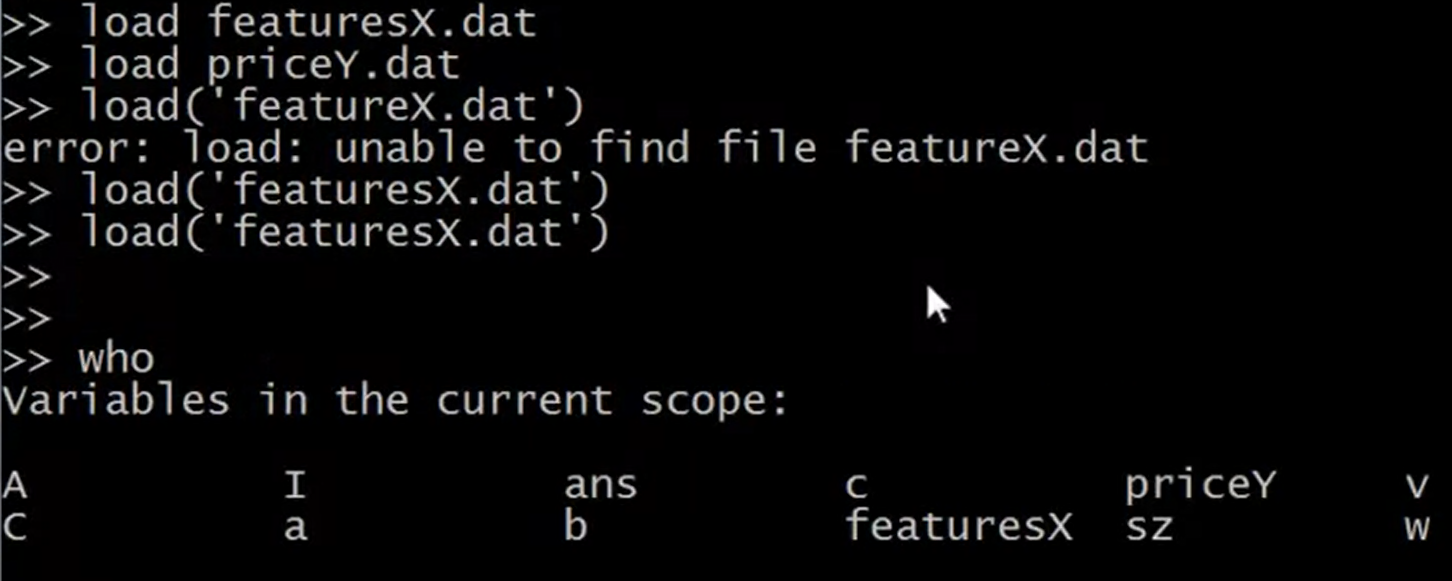 >> load featuresX.dat
>> load priceY.dat
>> load('featureX.dat')
error: load: unable to find file featureX.dat
>> load('featuresX.dat')
>> load('featuresX.dat')
>>
>>
>> who
Variables in the current scope:
A I ans c priceY v
C a b featuresX sz w